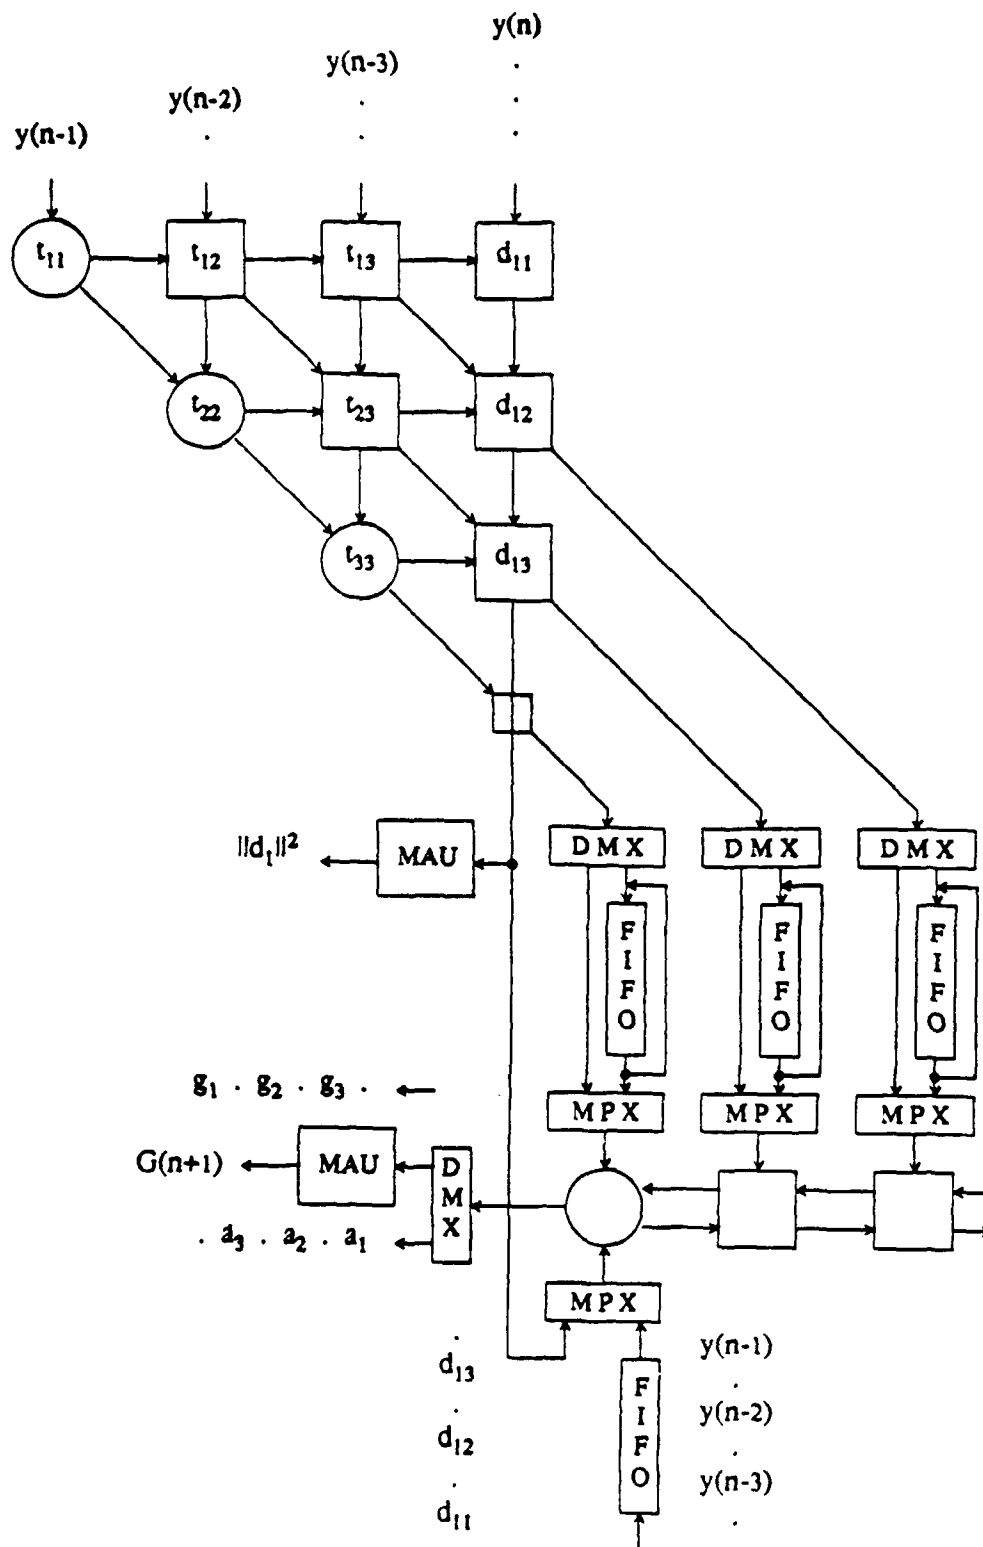 y(n)
y(n-3)
y(n-2)
y(n-1)
t11 t12 t13 d11
t22 t23 d12
t33 d13
||d1||² MAU DMX DMX DMX
FIFO FIFO FIFO
g1 . g2 . g3 .
MPX MPX MPX
G(n+1) MAU DMX
. a3 . a2 . a1
MPX
. d13 . d12 . d11
FIFO
y(n-1) . y(n-2) . y(n-3) .